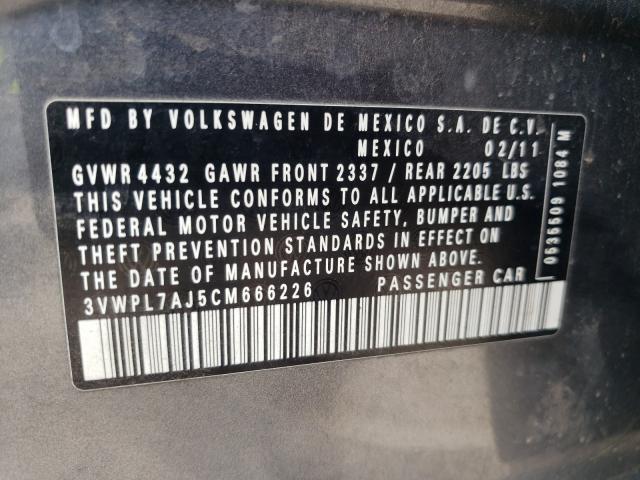 MFD BY VOLKSWAGEN DE MEXICO S.A. DE C.V.
MEXICO 02/11
GVWR 4432 GAWR FRONT 2337 / REAR 2205 LBS
THIS VEHICLE CONFORMS TO ALL APPLICABLE U.S.
FEDERAL MOTOR VEHICLE SAFETY, BUMPER AND
THEFT PREVENTION STANDARDS IN EFFECT ON
THE DATE OF MANUFACTURE SHOWN ABOVE.
3VWPL7AJ5CM666226 PASSENGER CAR
0536509 1084 M